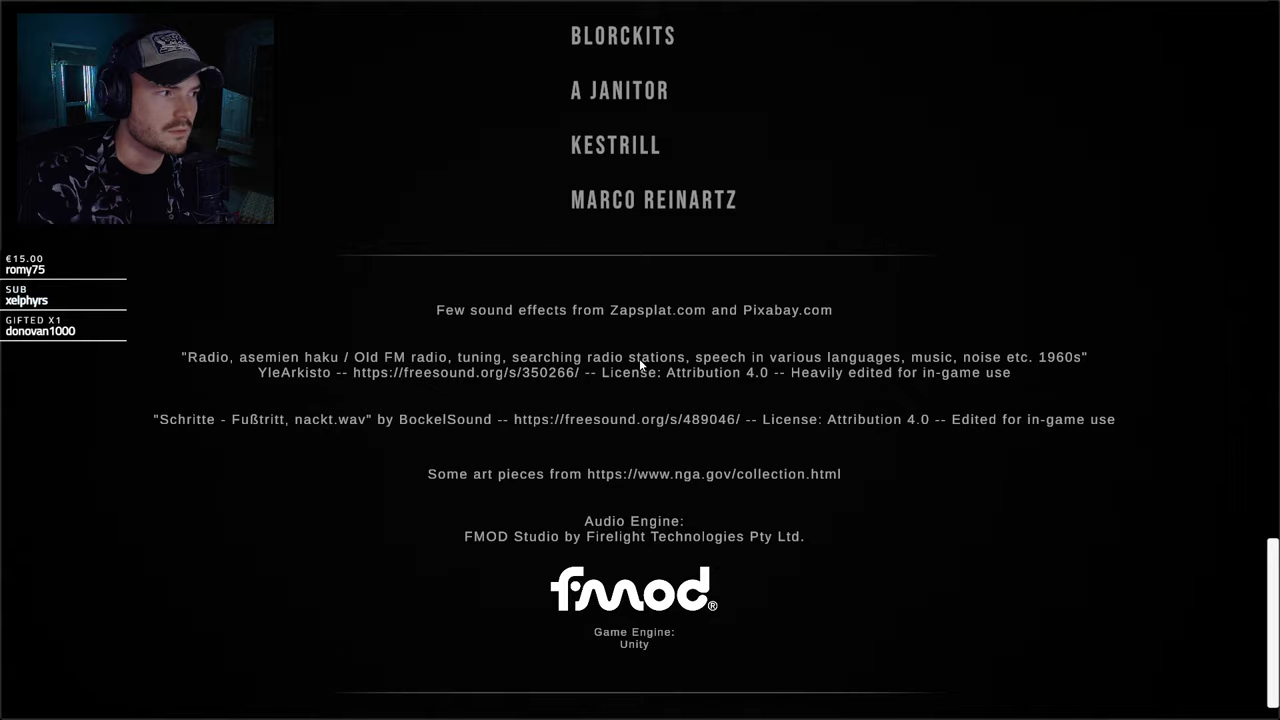 BLORCKITS
A JANITOR
KESTRILL
MARCO REINARTZ
€15.00
romy75
SUB
xelphyrs
GIFTED X1
donovan1000
Few sound effects from Zapsplat.com and Pixabay.com
"Radio, asemien haku / Old FM radio, tuning, searching radio stations, speech in various languages, music, noise etc. 1960s"
YleArkisto -- https://freesound.org/s/350266/ -- License: Attribution 4.0 -- Heavily edited for in-game use
"Schritte - Fußtritt, nackt.wav" by BockelSound -- https://freesound.org/s/489046/ -- License: Attribution 4.0 -- Edited for in-game use
Some art pieces from https://www.nga.gov/collection.html
Audio Engine:
FMOD Studio by Firelight Technologies Pty Ltd.
fmod®
Game Engine:
Unity